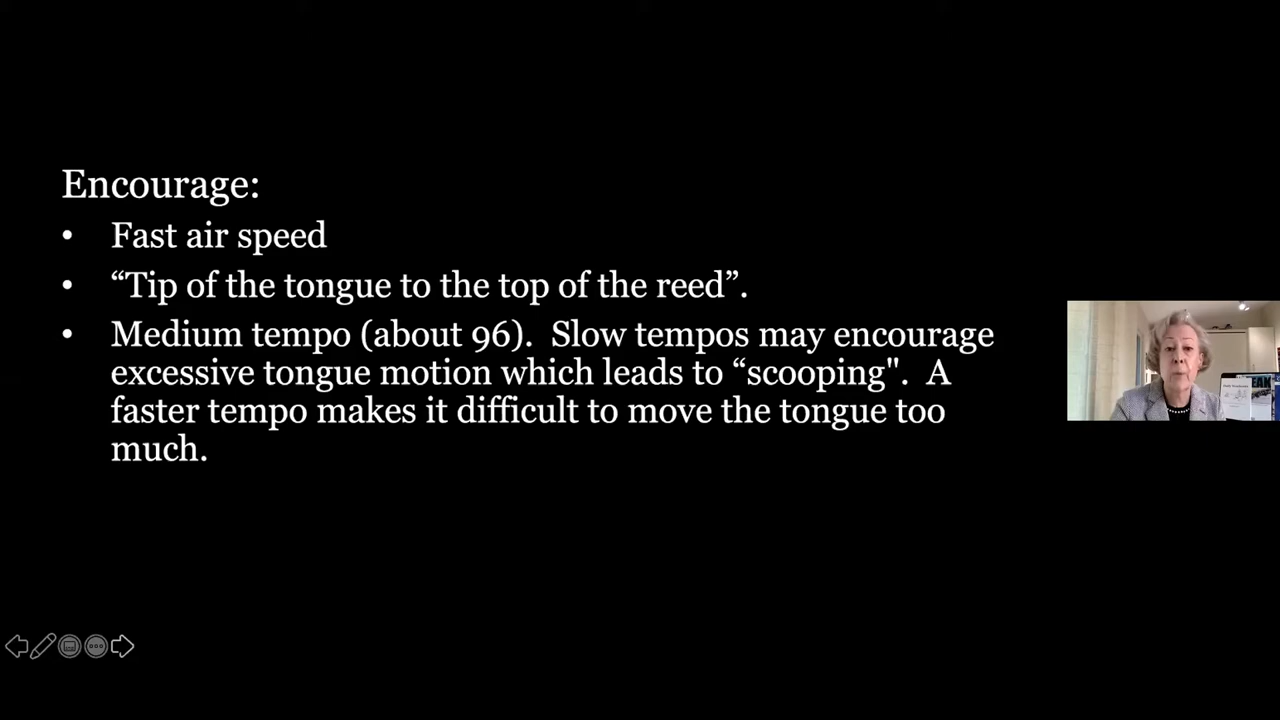 Encourage:
• Fast air speed
• “Tip of the tongue to the top of the reed”.
• Medium tempo (about 96).  Slow tempos may encourage
excessive tongue motion which leads to “scooping".  A
faster tempo makes it difficult to move the tongue too
much.